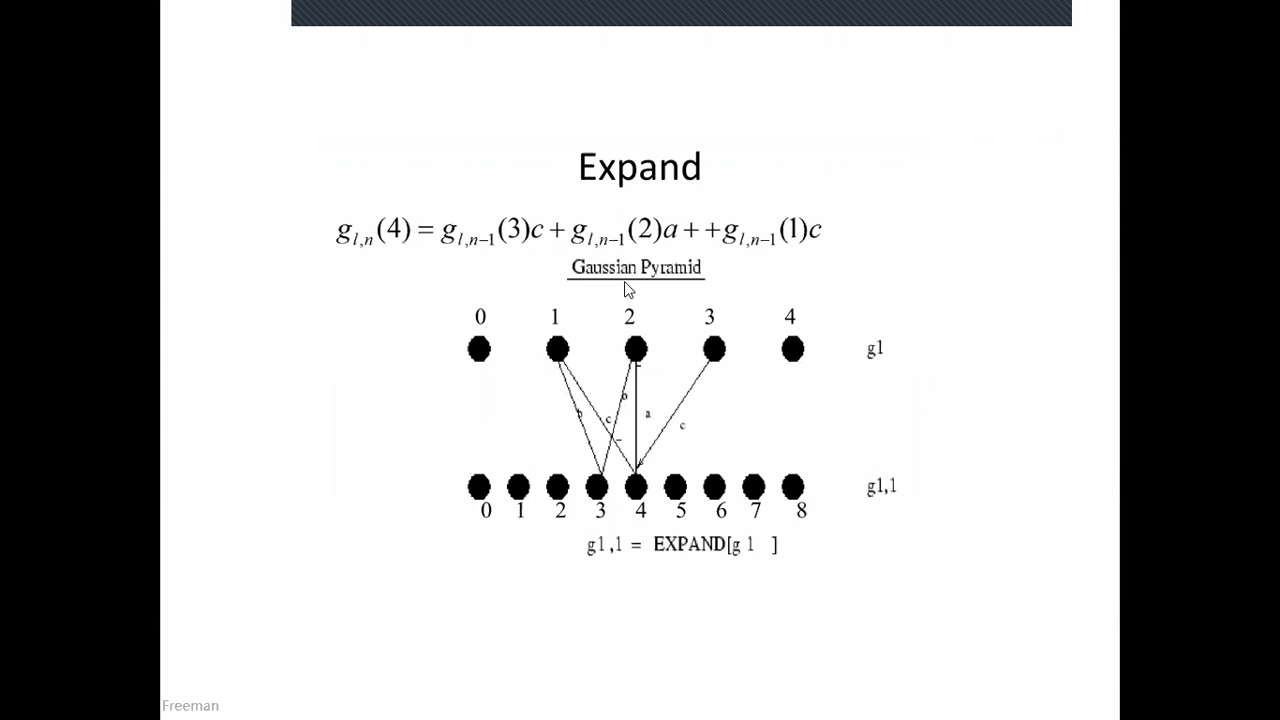 Expand
g_{l,n}(4) = g_{l,n-1}(3)c + g_{l,n-1}(2)a + +g_{l,n-1}(1)c
Gaussian Pyramid
0 1 2 3 4
g1
b c b a c
g1,1
0 1 2 3 4 5 6 7 8
g1,1 = EXPAND[g 1 ]
Freeman